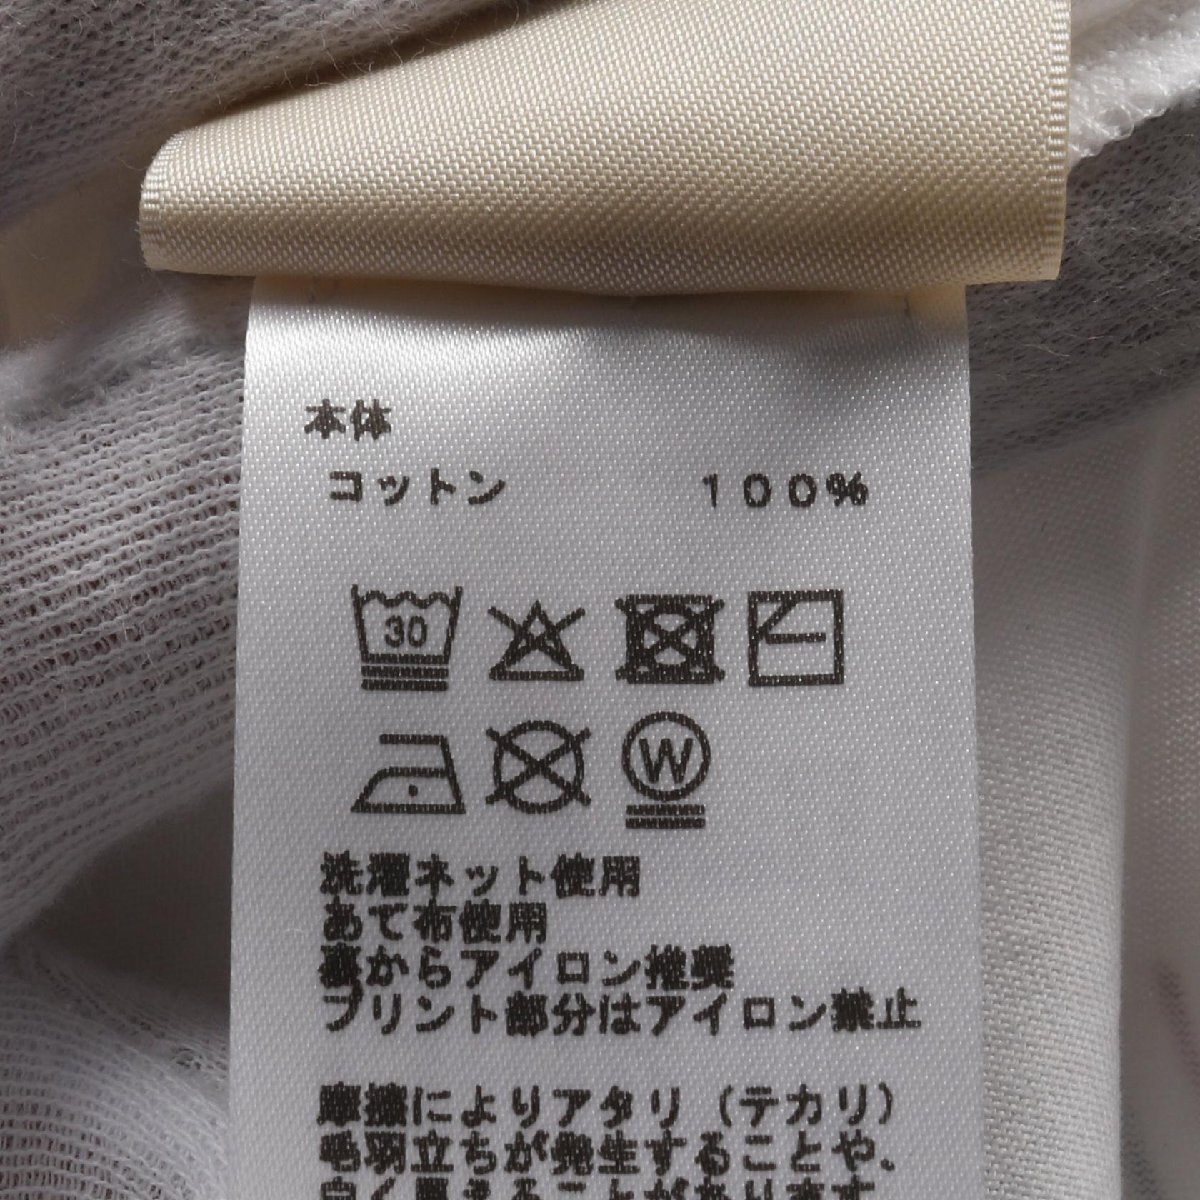 本体
コットン 100%
30
W
洗濯ネット使用
あて布使用
裏からアイロン推奨
プリント部分はアイロン禁止
摩擦によりアタリ（テカリ）
毛羽立ちが発生することや、
白く見えることがあります